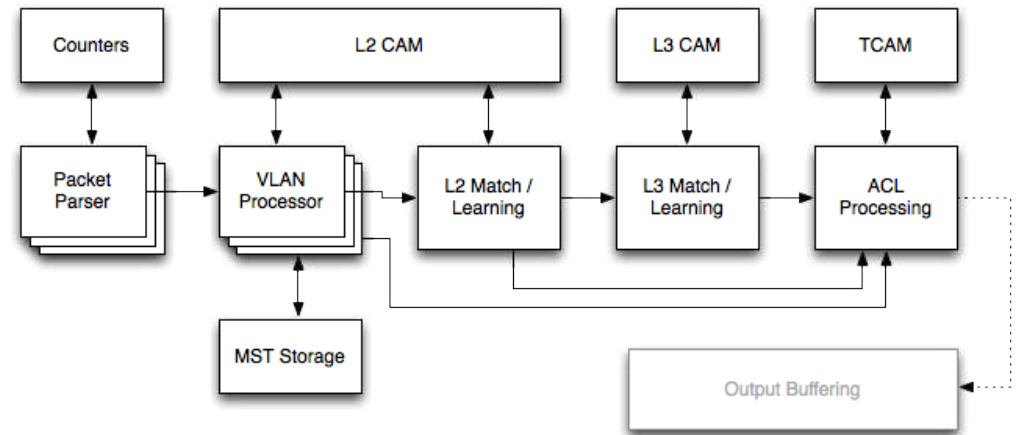 Counters
L2 CAM
L3 CAM
TCAM
Packet
Parser
VLAN
Processor
L2 Match /
Learning
L3 Match /
Learning
ACL
Processing
MST Storage
Output Buffering